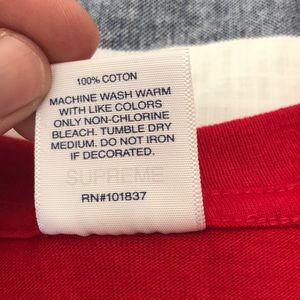 100% COTON
MACHINE WASH WARM
WITH LIKE COLORS
ONLY NON-CHLORINE
BLEACH. TUMBLE DRY
MEDIUM. DO NOT IRON
IF DECORATED.
SUPREME
RN#101837